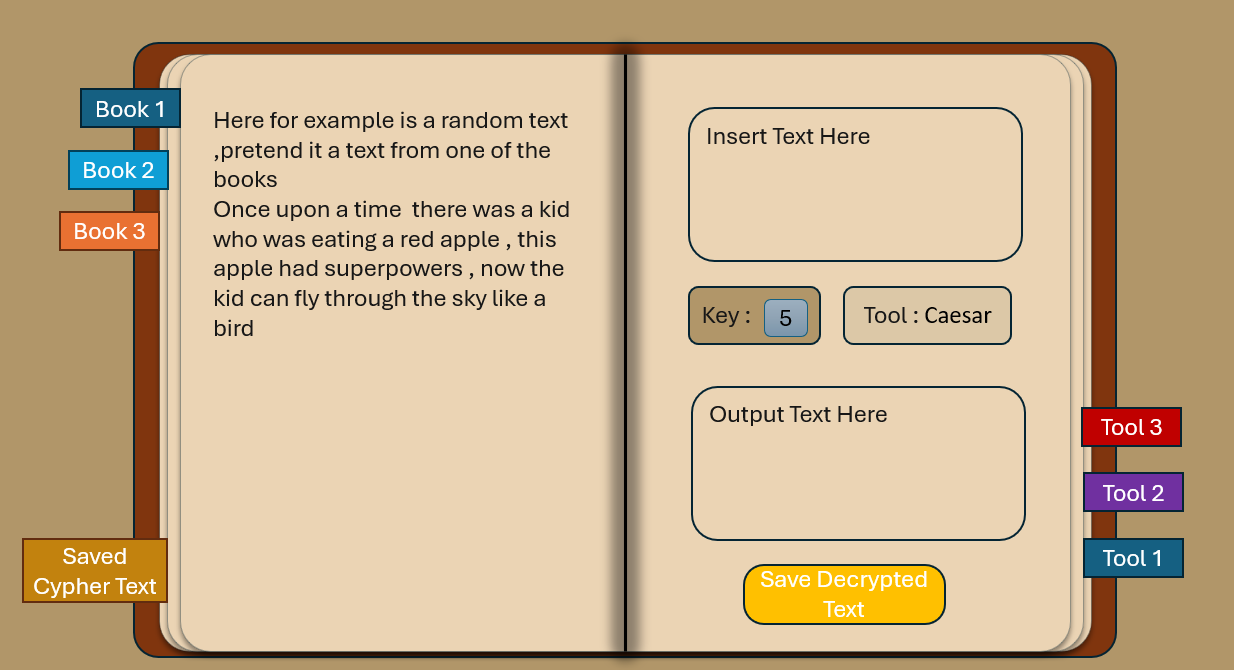 Book 1
Book 2
Book 3
Saved
Cypher Text
Here for example is a random text
,pretend it a text from one of the
books
Once upon a time  there was a kid
who was eating a red apple , this
apple had superpowers , now the
kid can fly through the sky like a
bird
Insert Text Here
Key : 5
Tool : Caesar
Output Text Here
Save Decrypted
Text
Tool 3
Tool 2
Tool 1